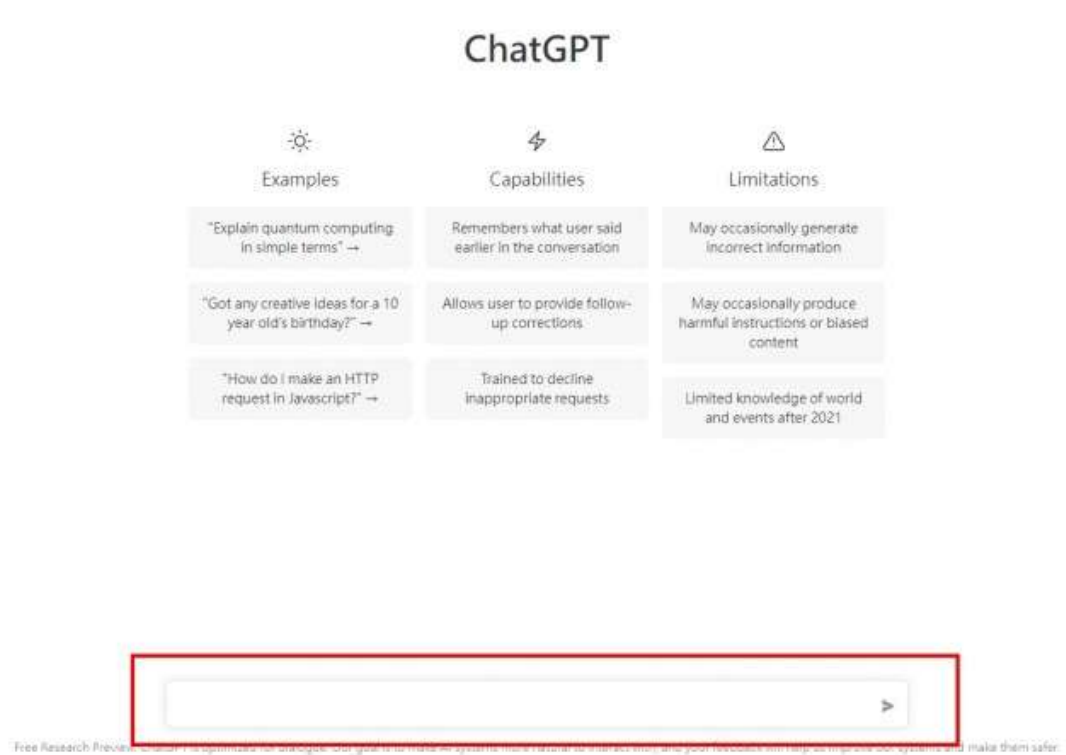 ChatGPT
Examples
"Explain quantum computing
in simple terms" →
"Got any creative ideas for a 10
year old's birthday?" →
"How do I make an HTTP
request in Javascript?" →
Capabilities
Remembers what user said
earlier in the conversation
Allows user to provide follow-
up corrections
Trained to decline
inappropriate requests
Limitations
May occasionally generate
incorrect information
May occasionally produce
harmful instructions or biased
content
Limited knowledge of world
and events after 2021
Free Research Preview make them safer.